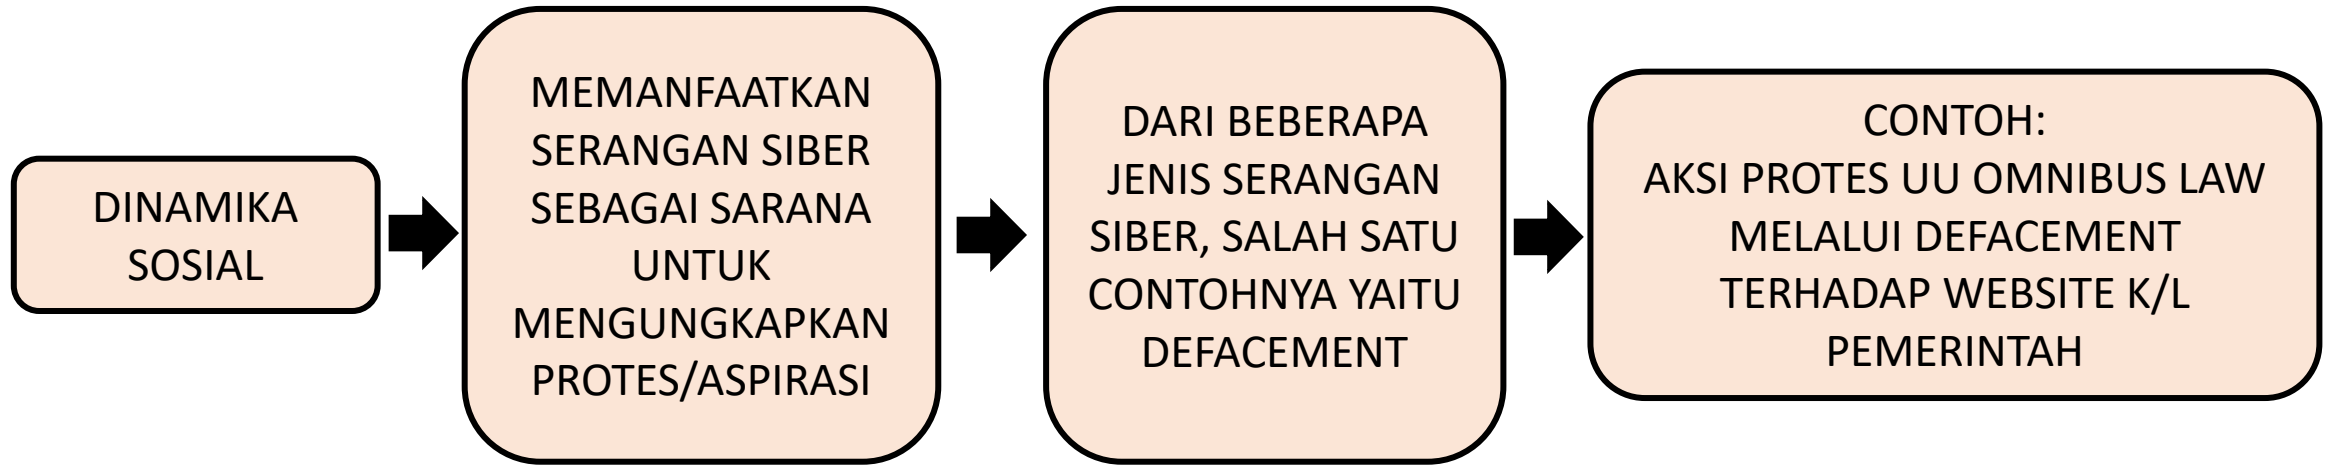 DINAMIKA
SOSIAL
MEMANFAATKAN
SERANGAN SIBER
SEBAGAI SARANA
UNTUK
MENGUNGKAPKAN
PROTES/ASPIRASI
DARI BEBERAPA
JENIS SERANGAN
SIBER, SALAH SATU
CONTOHNYA YAITU
DEFACEMENT
CONTOH:
AKSI PROTES UU OMNIBUS LAW
MELALUI DEFACEMENT
TERHADAP WEBSITE K/L
PEMERINTAH